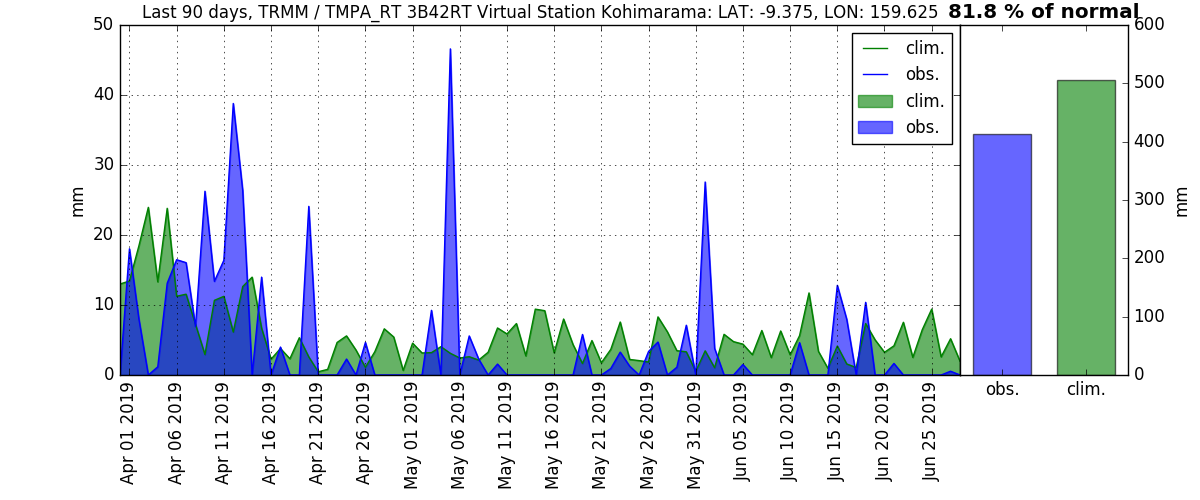 Last 90 days, TRMM / TMPA_RT 3B42RT Virtual Station Kohimarama: LAT: -9.375, LON: 159.625
81.8 % of normal
50
40
30
20
10
0
mm
clim.
obs.
clim.
obs.
Apr 01 2019
Apr 06 2019
Apr 11 2019
Apr 16 2019
Apr 21 2019
Apr 26 2019
May 01 2019
May 06 2019
May 11 2019
May 16 2019
May 21 2019
May 26 2019
May 31 2019
Jun 05 2019
Jun 10 2019
Jun 15 2019
Jun 20 2019
Jun 25 2019
600
500
400
300
200
100
0
mm
obs.
clim.